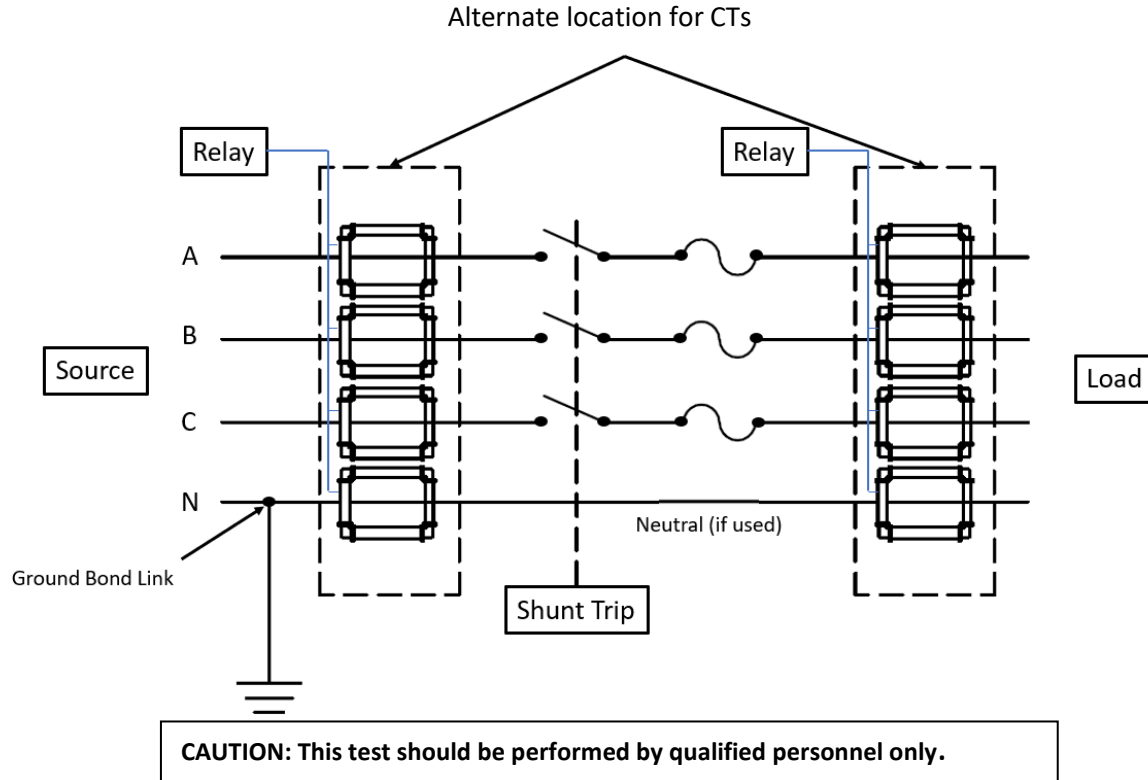 Alternate location for CTs
Relay
Relay
A
B
Source
Load
C
N
Neutral (if used)
Ground Bond Link
Shunt Trip
CAUTION: This test should be performed by qualified personnel only.